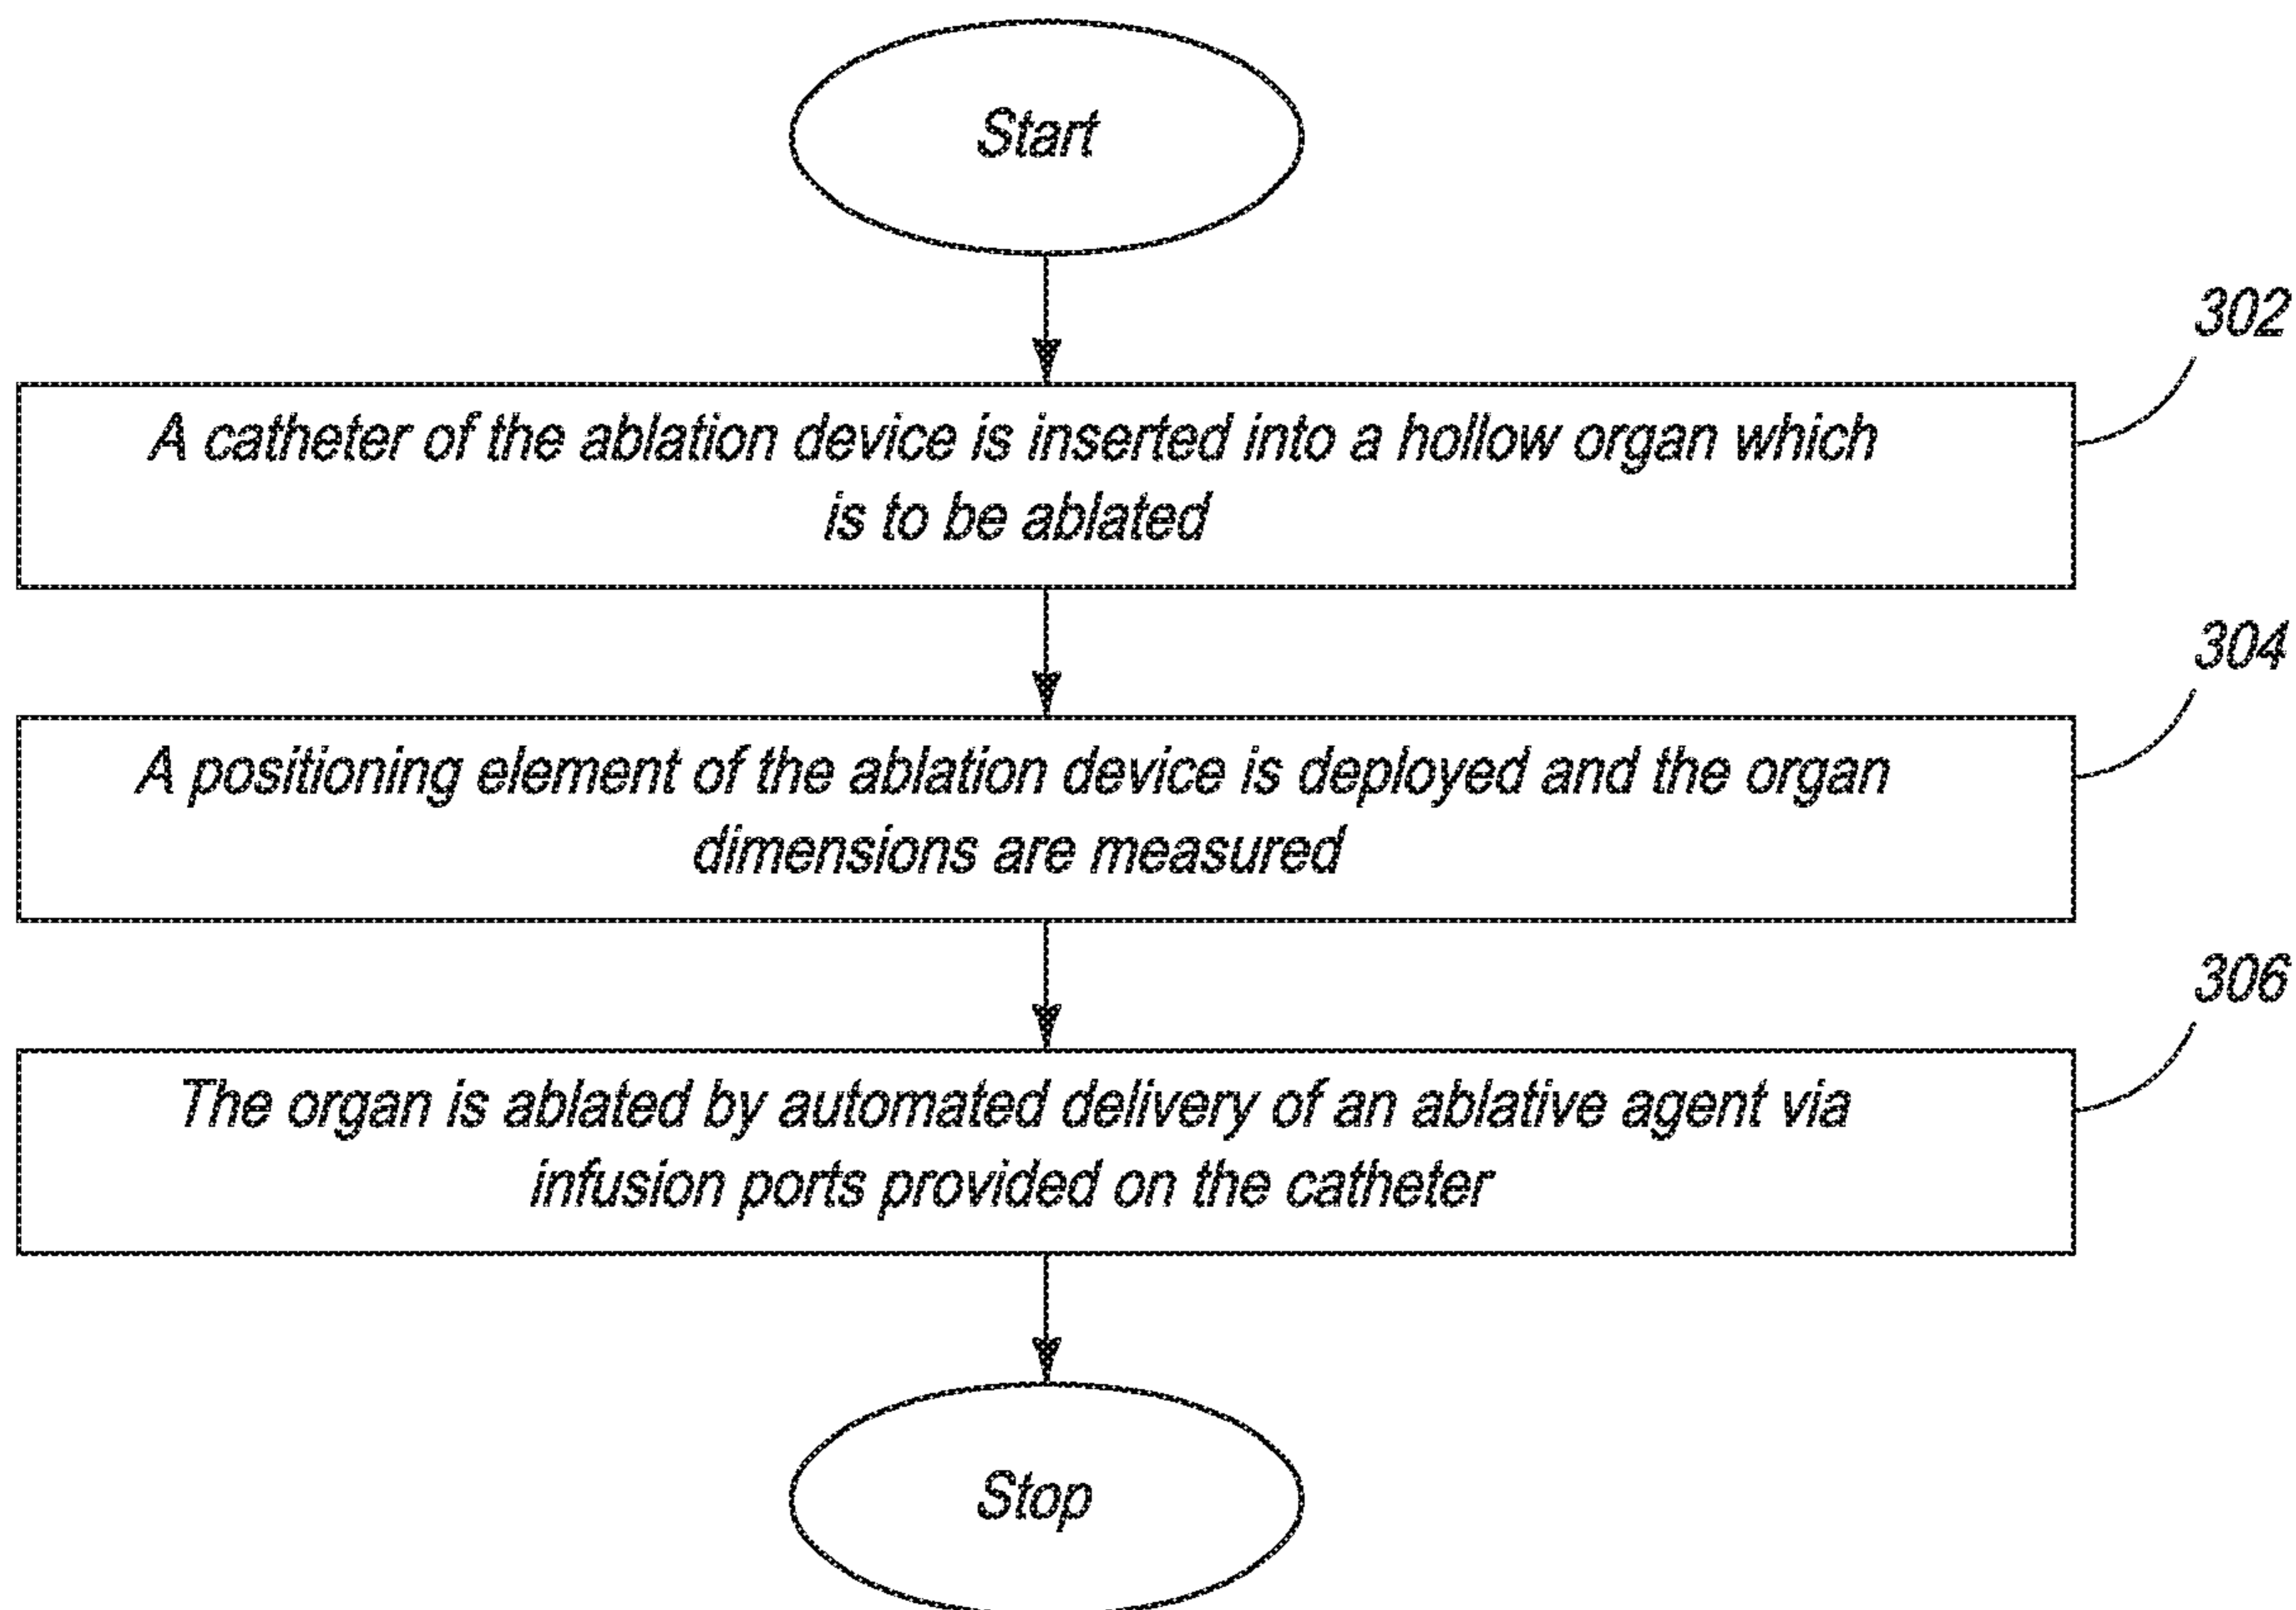 Start
302
A catheter of the ablation device is inserted into a hollow organ which
is to be ablated
304
A positioning element of the ablation device is deployed and the organ
dimensions are measured
306
The organ is ablated by automated delivery of an ablative agent via
infusion ports provided on the catheter
Stop